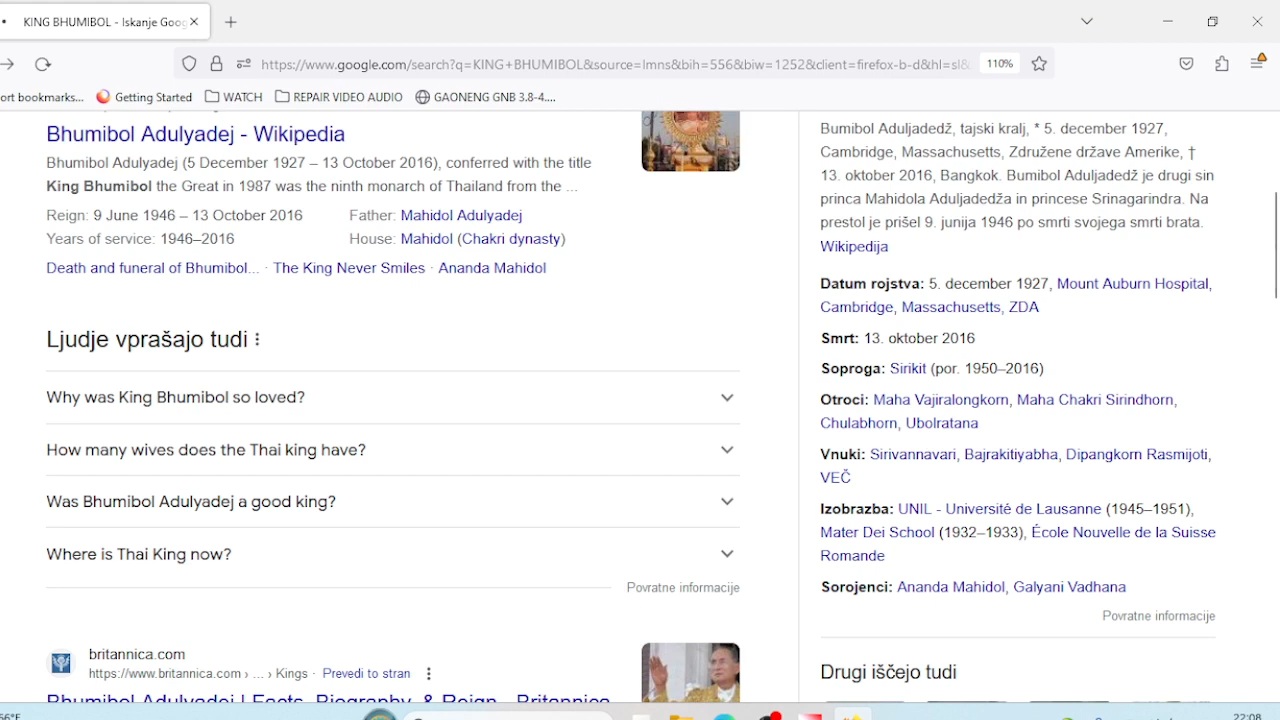 KING BHUMIBOL - Iskanje Goog
https://www.google.com/search?q=KING+BHUMIBOL&source=lmns&bih=556&biw=1252&client=firefox-b-d&hl=sl&
110%
ort bookmarks...
Getting Started
WATCH
REPAIR VIDEO AUDIO
GAONENG GNB 3.8-4....
Bhumibol Adulyadej - Wikipedia
Bhumibol Adulyadej (5 December 1927 – 13 October 2016), conferred with the title
King Bhumibol the Great in 1987 was the ninth monarch of Thailand from the ...
Reign: 9 June 1946 – 13 October 2016
Father: Mahidol Adulyadej
Years of service: 1946–2016
House: Mahidol (Chakri dynasty)
Death and funeral of Bhumibol... · The King Never Smiles · Ananda Mahidol
Ljudje vprašajo tudi
Why was King Bhumibol so loved?
How many wives does the Thai king have?
Was Bhumibol Adulyadej a good king?
Where is Thai King now?
Povratne informacije
britannica.com
https://www.britannica.com › ... › Kings · Prevedi to stran
Bhumibol Adulyadej | Facts, Biography, & Reign - Britannica
Bumibol Aduljadedž, tajski kralj, * 5. december 1927,
Cambridge, Massachusetts, Združene države Amerike, †
13. oktober 2016, Bangkok. Bumibol Aduljadedž je drugi sin
princa Mahidola Aduljadedža in princese Srinagarindra. Na
prestol je prišel 9. junija 1946 po smrti svojega smrti brata.
Wikipedija
Datum rojstva: 5. december 1927, Mount Auburn Hospital,
Cambridge, Massachusetts, ZDA
Smrt: 13. oktober 2016
Soproga: Sirikit (por. 1950–2016)
Otroci: Maha Vajiralongkorn, Maha Chakri Sirindhorn,
Chulabhorn, Ubolratana
Vnuki: Sirivannavari, Bajrakitiyabha, Dipangkorn Rasmijoti,
VEČ
Izobrazba: UNIL - Université de Lausanne (1945–1951),
Mater Dei School (1932–1933), École Nouvelle de la Suisse
Romande
Sorojenci: Ananda Mahidol, Galyani Vadhana
Povratne informacije
Drugi iščejo tudi
56°F
22:08